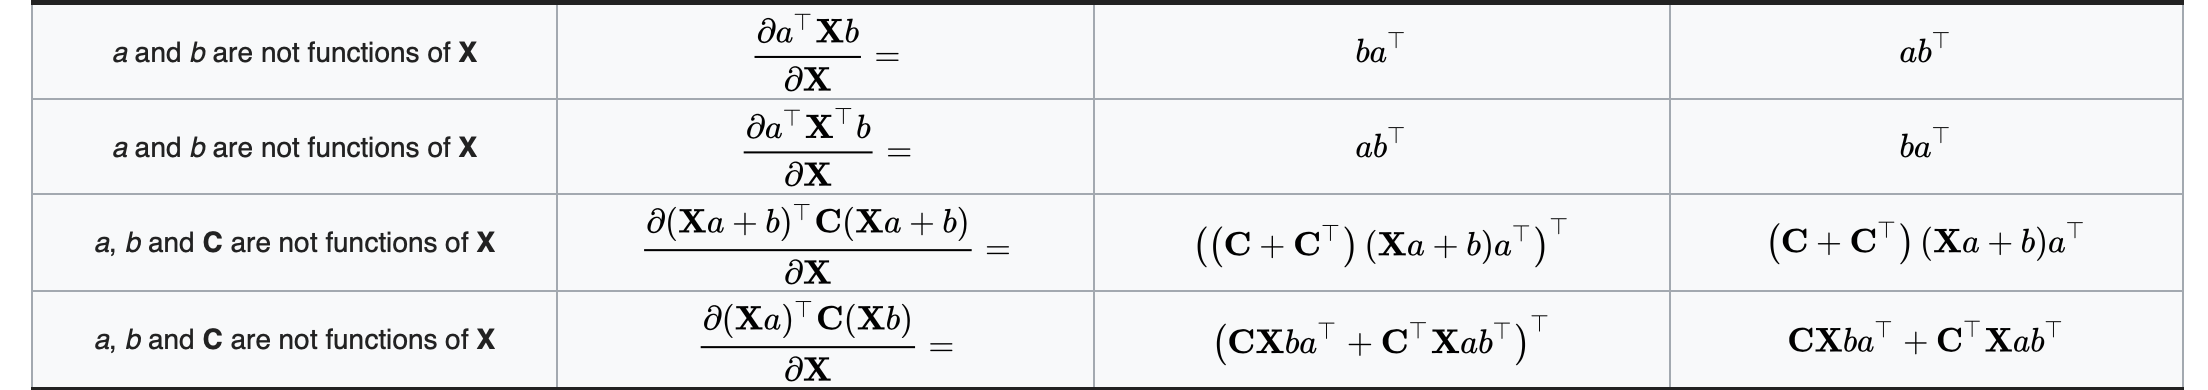 a and b are not functions of X ∂a⊤Xb/∂X = ba⊤ ab⊤
a and b are not functions of X ∂a⊤X⊤b/∂X = ab⊤ ba⊤
a, b and C are not functions of X ∂(Xa + b)⊤C(Xa + b)/∂X = ((C + C⊤)(Xa + b)a⊤)⊤ (C + C⊤)(Xa + b)a⊤
a, b and C are not functions of X ∂(Xa)⊤C(Xb)/∂X = (CXba⊤ + C⊤Xab⊤)⊤ CXba⊤ + C⊤Xab⊤